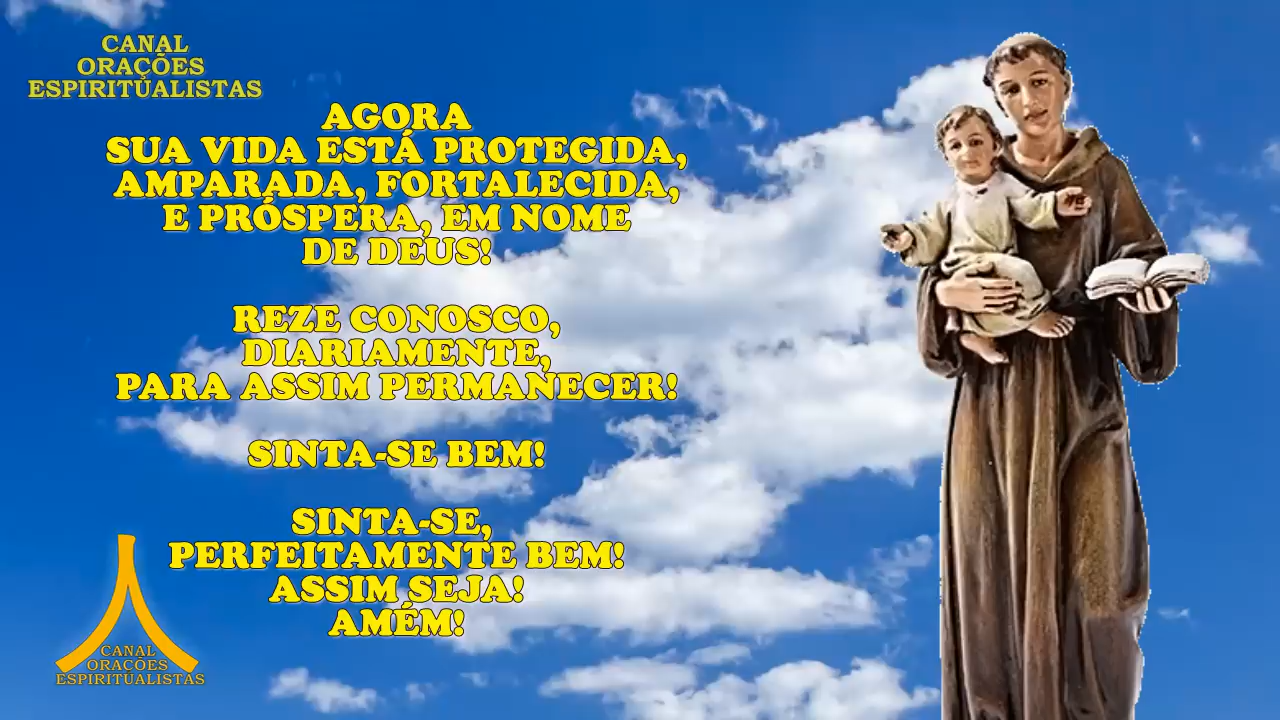 CANAL
ORAÇÕES
ESPIRITUALISTAS
AGORA
SUA VIDA ESTÁ PROTEGIDA,
AMPARADA, FORTALECIDA,
E PRÓSPERA, EM NOME
DE DEUS!
REZE CONOSCO,
DIARIAMENTE,
PARA ASSIM PERMANECER!
SINTA-SE BEM!
SINTA-SE,
PERFEITAMENTE BEM!
ASSIM SEJA!
AMÉM!
CANAL
ORAÇÕES
ESPIRITUALISTAS